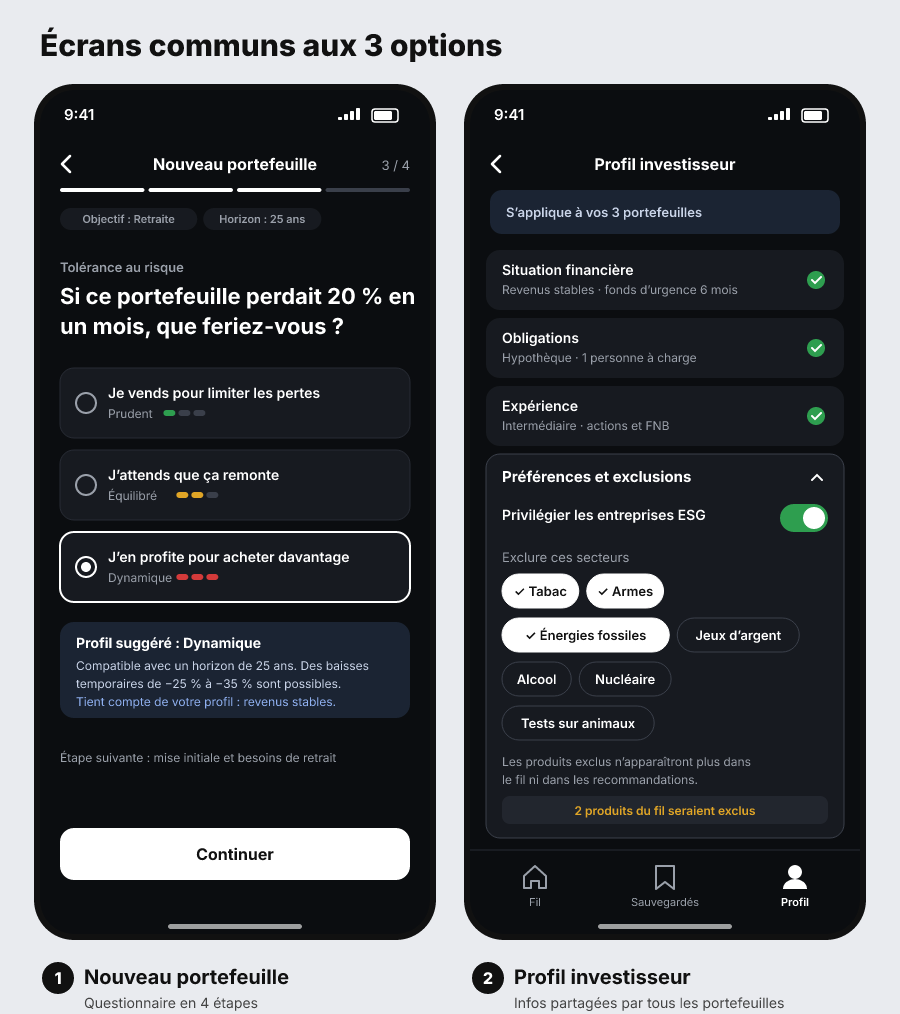 Écrans communs aux 3 options
9:41
Nouveau portefeuille
3 / 4
Objectif : Retraite
Horizon : 25 ans
Tolérance au risque
Si ce portefeuille perdait 20 % en
un mois, que feriez-vous ?
Je vends pour limiter les pertes
Prudent
J’attends que ça remonte
Équilibré
J’en profite pour acheter davantage
Dynamique
Profil suggéré : Dynamique
Compatible avec un horizon de 25 ans. Des baisses
temporaires de −25 % à −35 % sont possibles.
Tient compte de votre profil : revenus stables.
Étape suivante : mise initiale et besoins de retrait
Continuer
1 Nouveau portefeuille
Questionnaire en 4 étapes
9:41
Profil investisseur
S’applique à vos 3 portefeuilles
Situation financière
Revenus stables · fonds d’urgence 6 mois
Obligations
Hypothèque · 1 personne à charge
Expérience
Intermédiaire · actions et FNB
Préférences et exclusions
Privilégier les entreprises ESG
Exclure ces secteurs
✓ Tabac
✓ Armes
✓ Énergies fossiles
Jeux d’argent
Alcool
Nucléaire
Tests sur animaux
Les produits exclus n’apparaîtront plus dans
le fil ni dans les recommandations.
2 produits du fil seraient exclus
Fil
Sauvegardés
Profil
2 Profil investisseur
Infos partagées par tous les portefeuilles